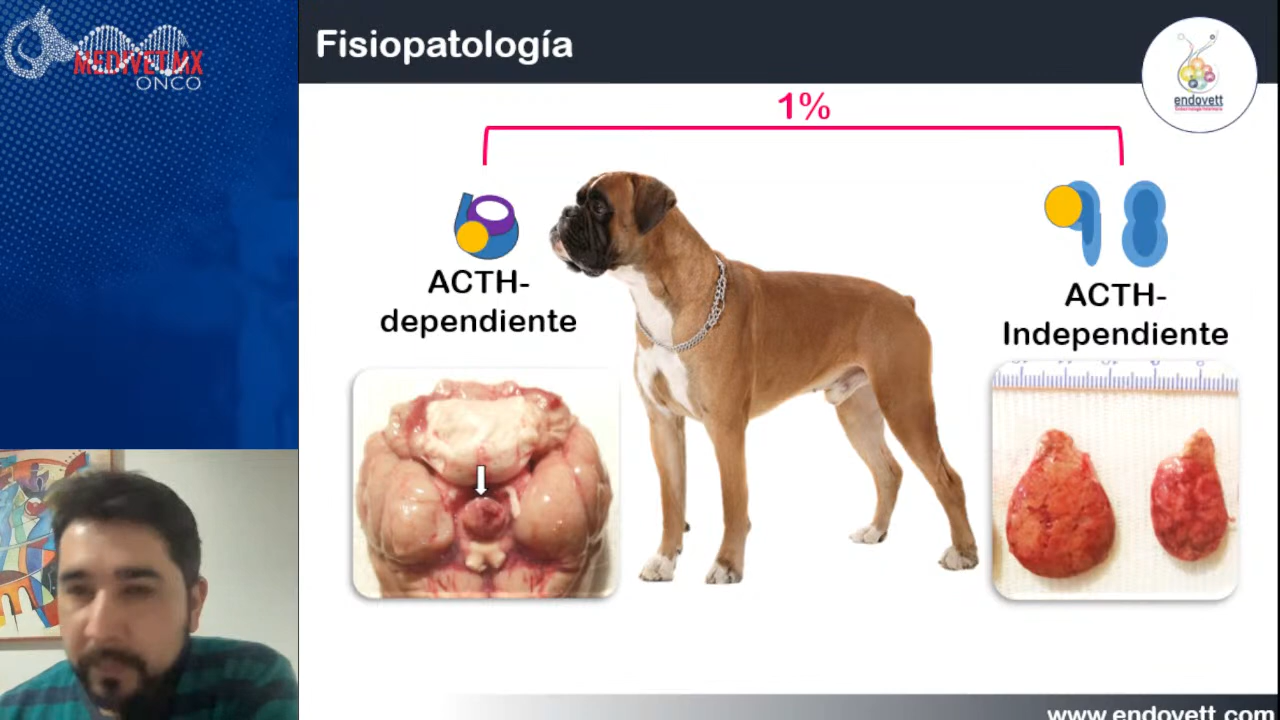 MEDIVET.MX
ONCO
Fisiopatología
endovett
1%
ACTH-
dependiente
ACTH-
Independiente
www.endovett.com